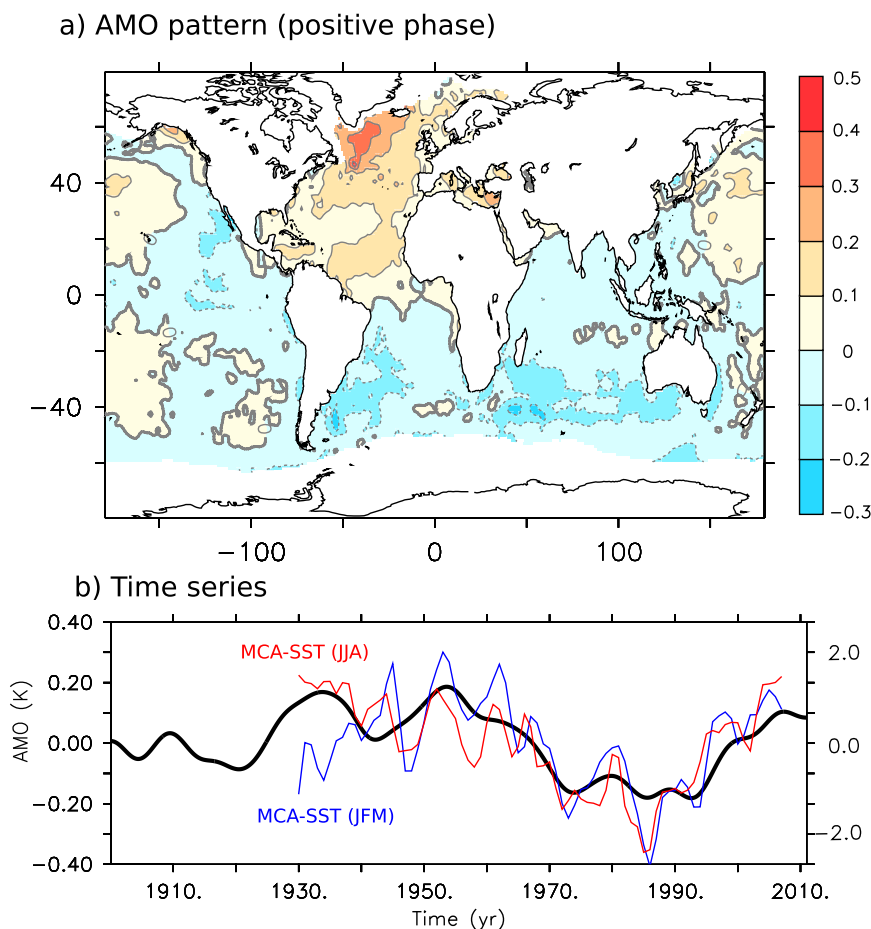 a) AMO pattern (positive phase)
40
0
−40
−100 0 100
0.5
0.4
0.3
0.2
0.1
0
−0.1
−0.2
−0.3
b) Time series
0.40
0.20
0.00
−0.20
−0.40
AMO (K)
MCA-SST (JJA)
MCA-SST (JFM)
2.0
0.0
−2.0
1910. 1930. 1950. 1970. 1990. 2010.
Time (yr)